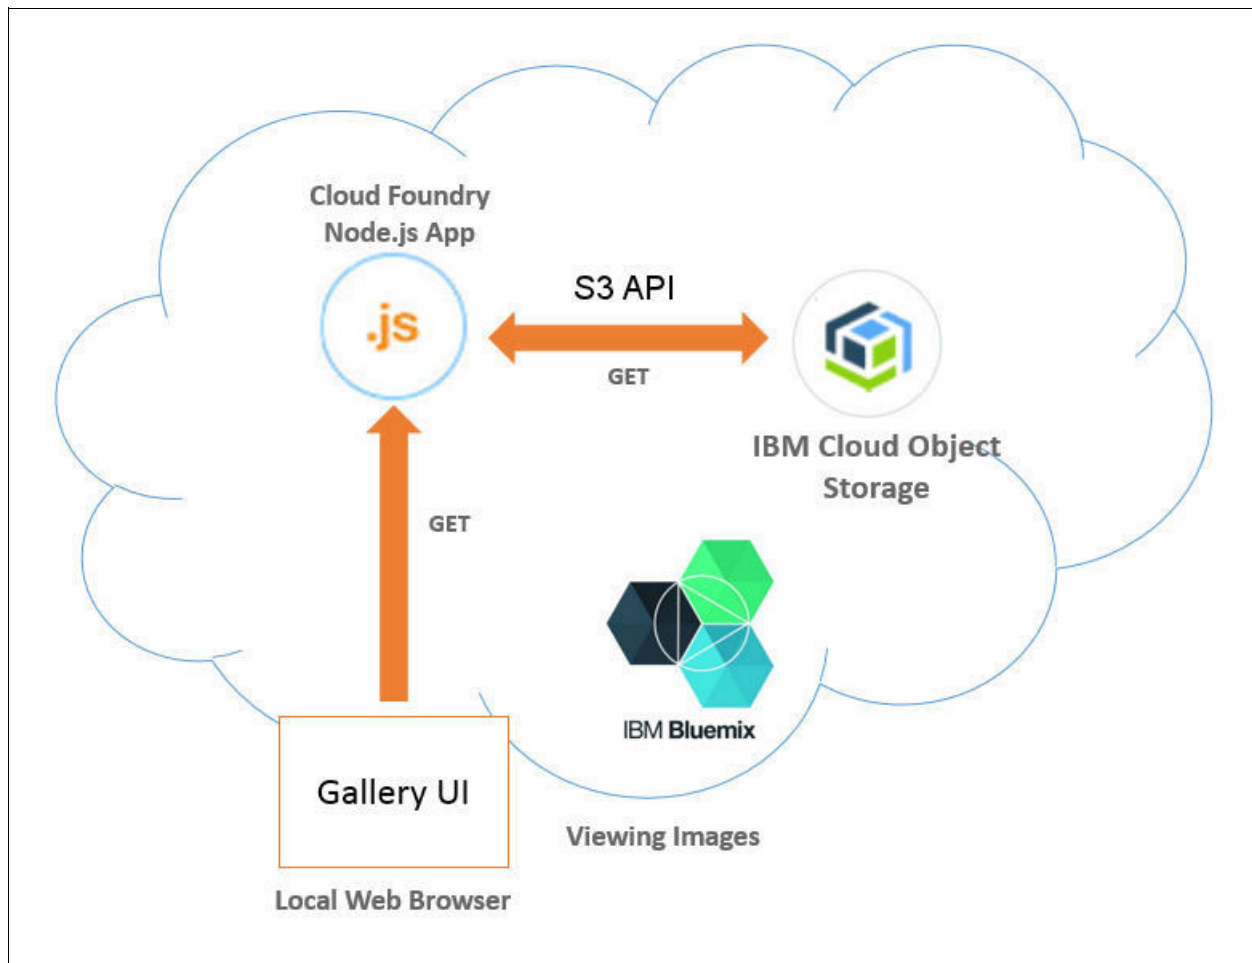 Cloud Foundry
Node.js App
.js
S3 API
GET
IBM Cloud Object
Storage
GET
IBM Bluemix
Gallery UI
Viewing Images
Local Web Browser